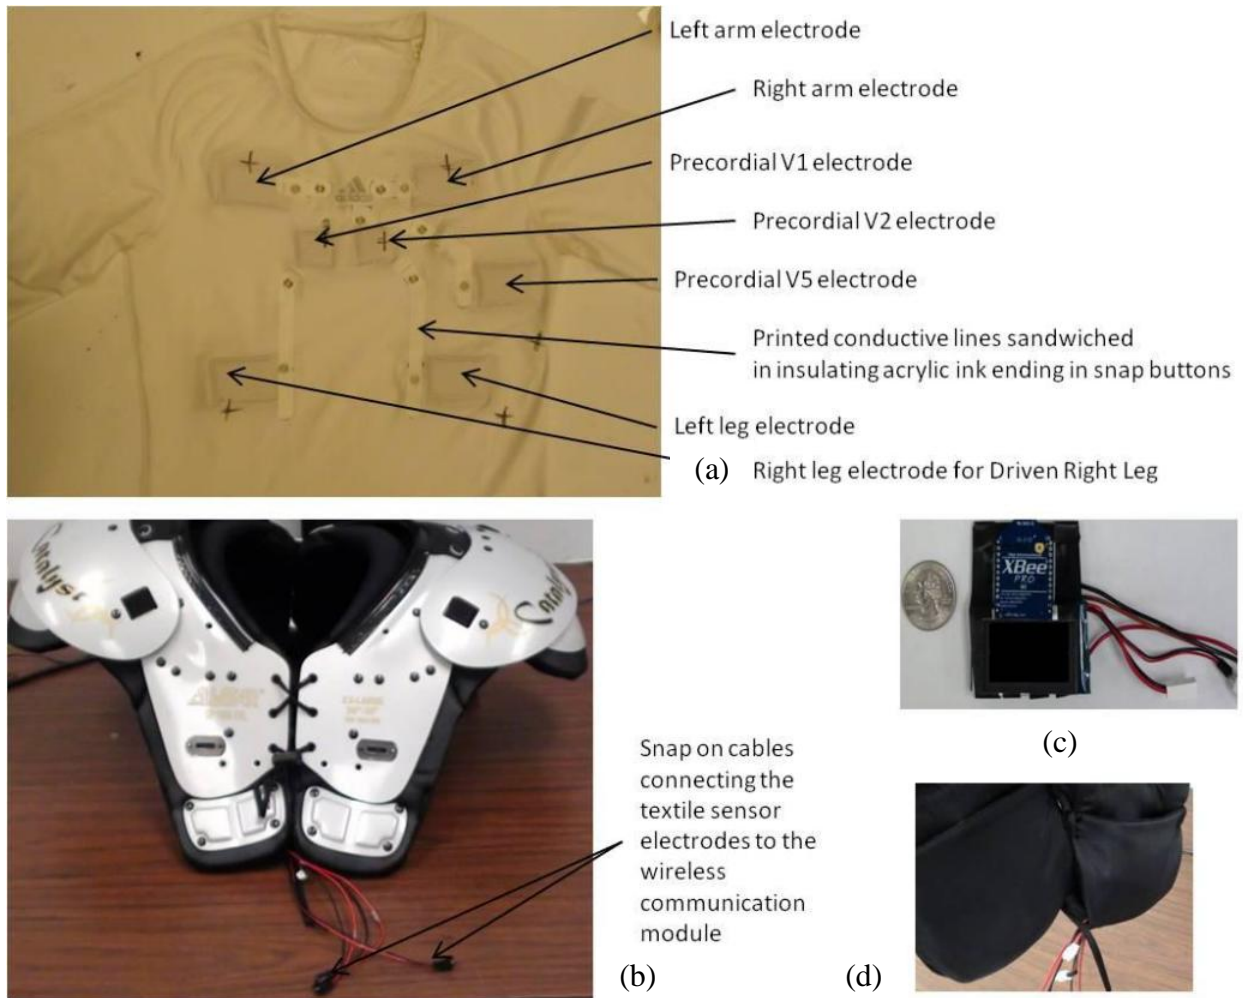 Left arm electrode
Right arm electrode
Precordial V1 electrode
Precordial V2 electrode
Precordial V5 electrode
Printed conductive lines sandwiched
in insulating acrylic ink ending in snap buttons
Left leg electrode
(a)
Right leg electrode for Driven Right Leg
Catalyst
XBee
PRO
(c)
Snap on cables
connecting the
textile sensor
electrodes to the
wireless
communication
module
(b)
(d)